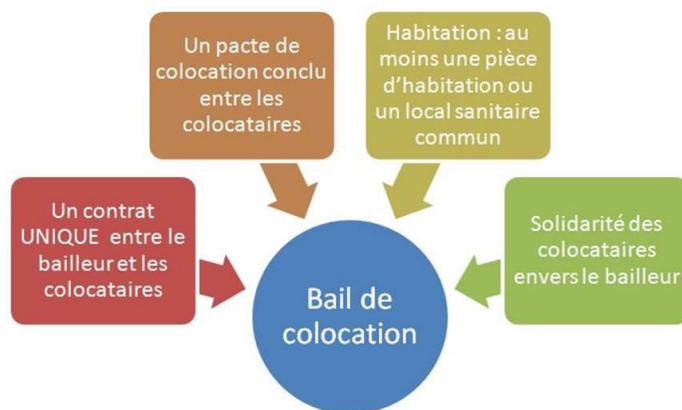 Un pacte de
colocation conclu
entre les
colocataires
Habitation : au
moins une pièce
d'habitation ou
un local sanitaire
commun
Un contrat
UNIQUE entre le
bailleur et les
colocataires
Solidarité des
colocataires
envers le bailleur
Bail de
colocation